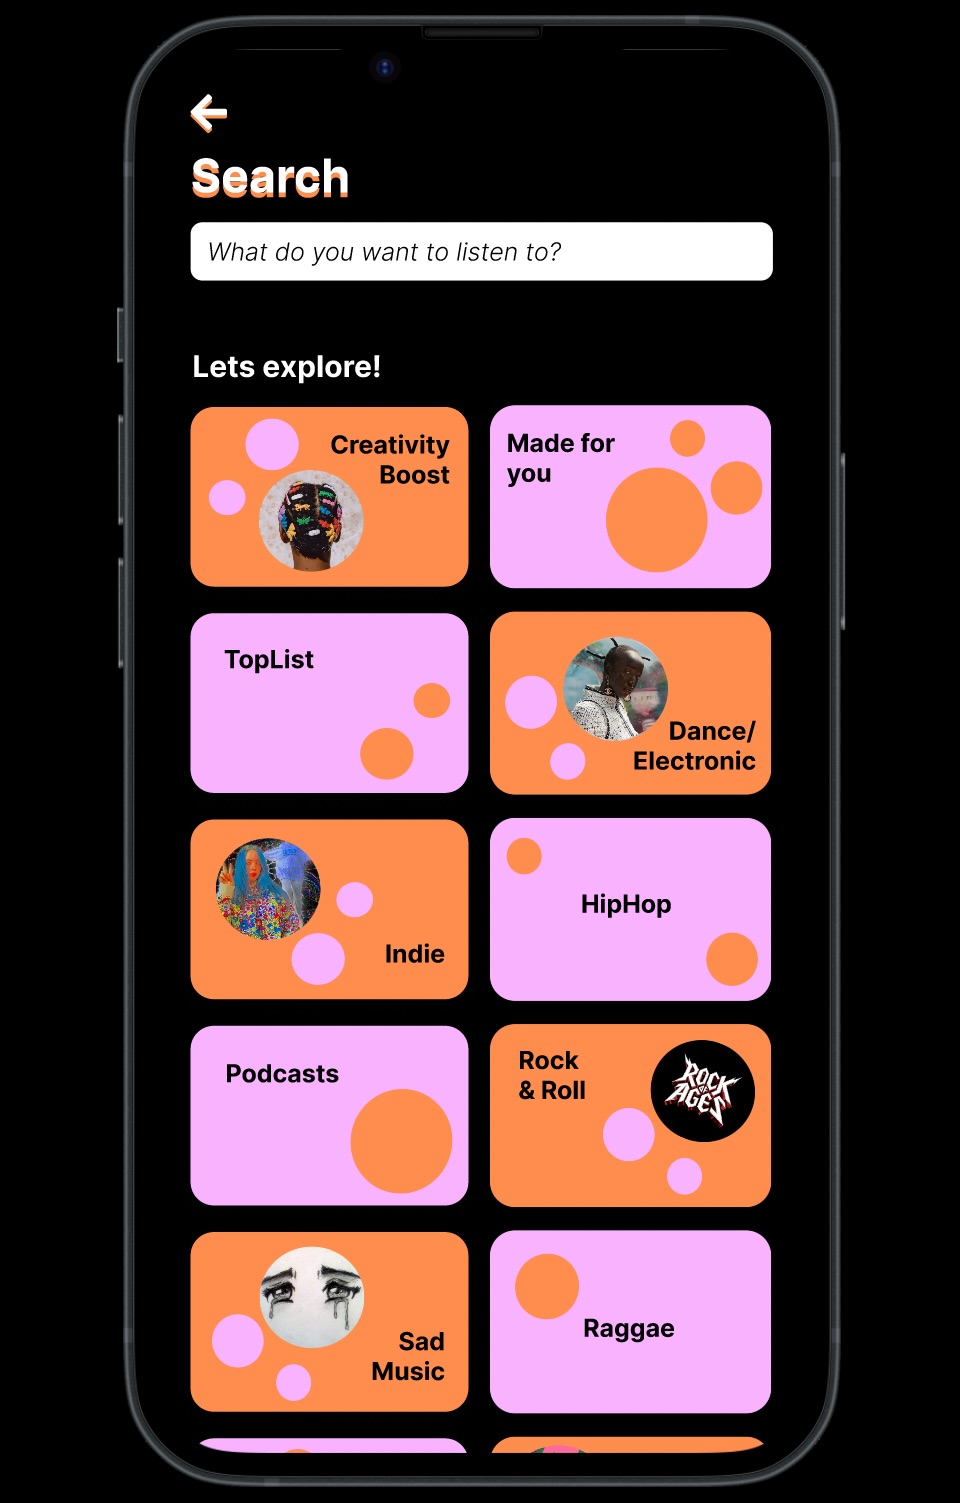 Search
What do you want to listen to?
Lets explore!
Creativity
Boost
Made for
you
TopList
Dance/
Electronic
Indie
HipHop
Podcasts
Rock
& Roll
ROCK
OF
AGES
Sad
Music
Raggae